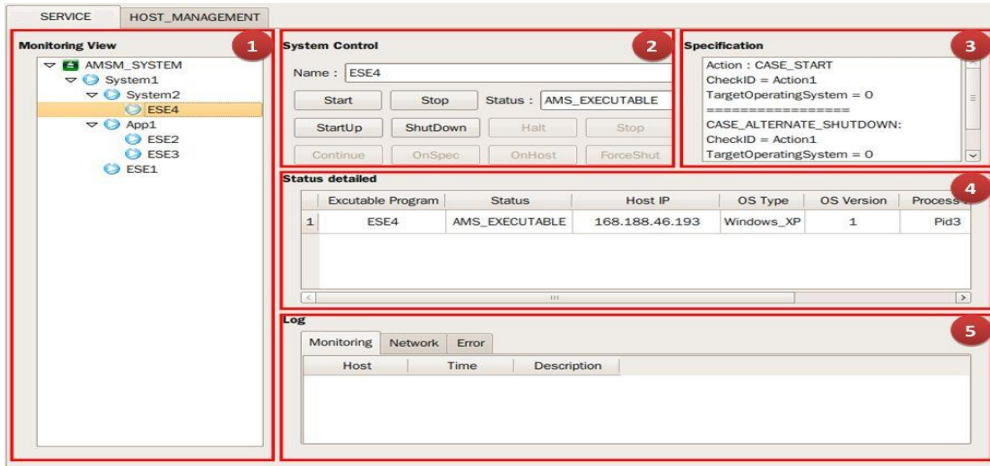 SERVICE HOST_MANAGEMENT
Monitoring View 1
AMSM_SYSTEM
System1
System2
ESE4
App1
ESE2
ESE3
ESE1
System Control 2
Name : ESE4
Start Stop Status : AMS_EXECUTABLE
StartUp ShutDown Halt Stop
Continue OnSpec OnHost ForceShut
Specification 3
Action : CASE_START
CheckID = Action1
TargetOperatingSystem = 0
=================
CASE_ALTERNATE_SHUTDOWN:
CheckID = Action1
TargetOperatingSystem = 0
Status detailed 4
Excutable Program Status Host IP OS Type OS Version Process
1 ESE4 AMS_EXECUTABLE 168.188.46.193 Windows_XP 1 Pid3
Log 5
Monitoring Network Error
Host Time Description